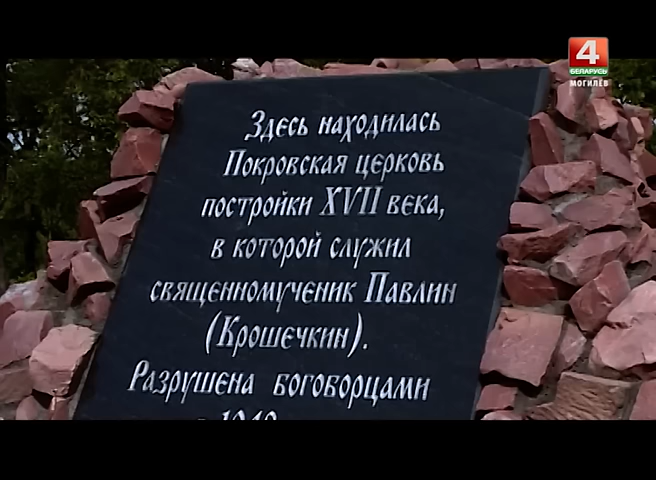 4
БЕЛАРУСЬ
МОГИЛЁВ
Здесь находилась
Покровская церковь
постройки XVII века,
в которой служил
священномученик Павлин
(Крошечкин).
Разрушена богоборцами